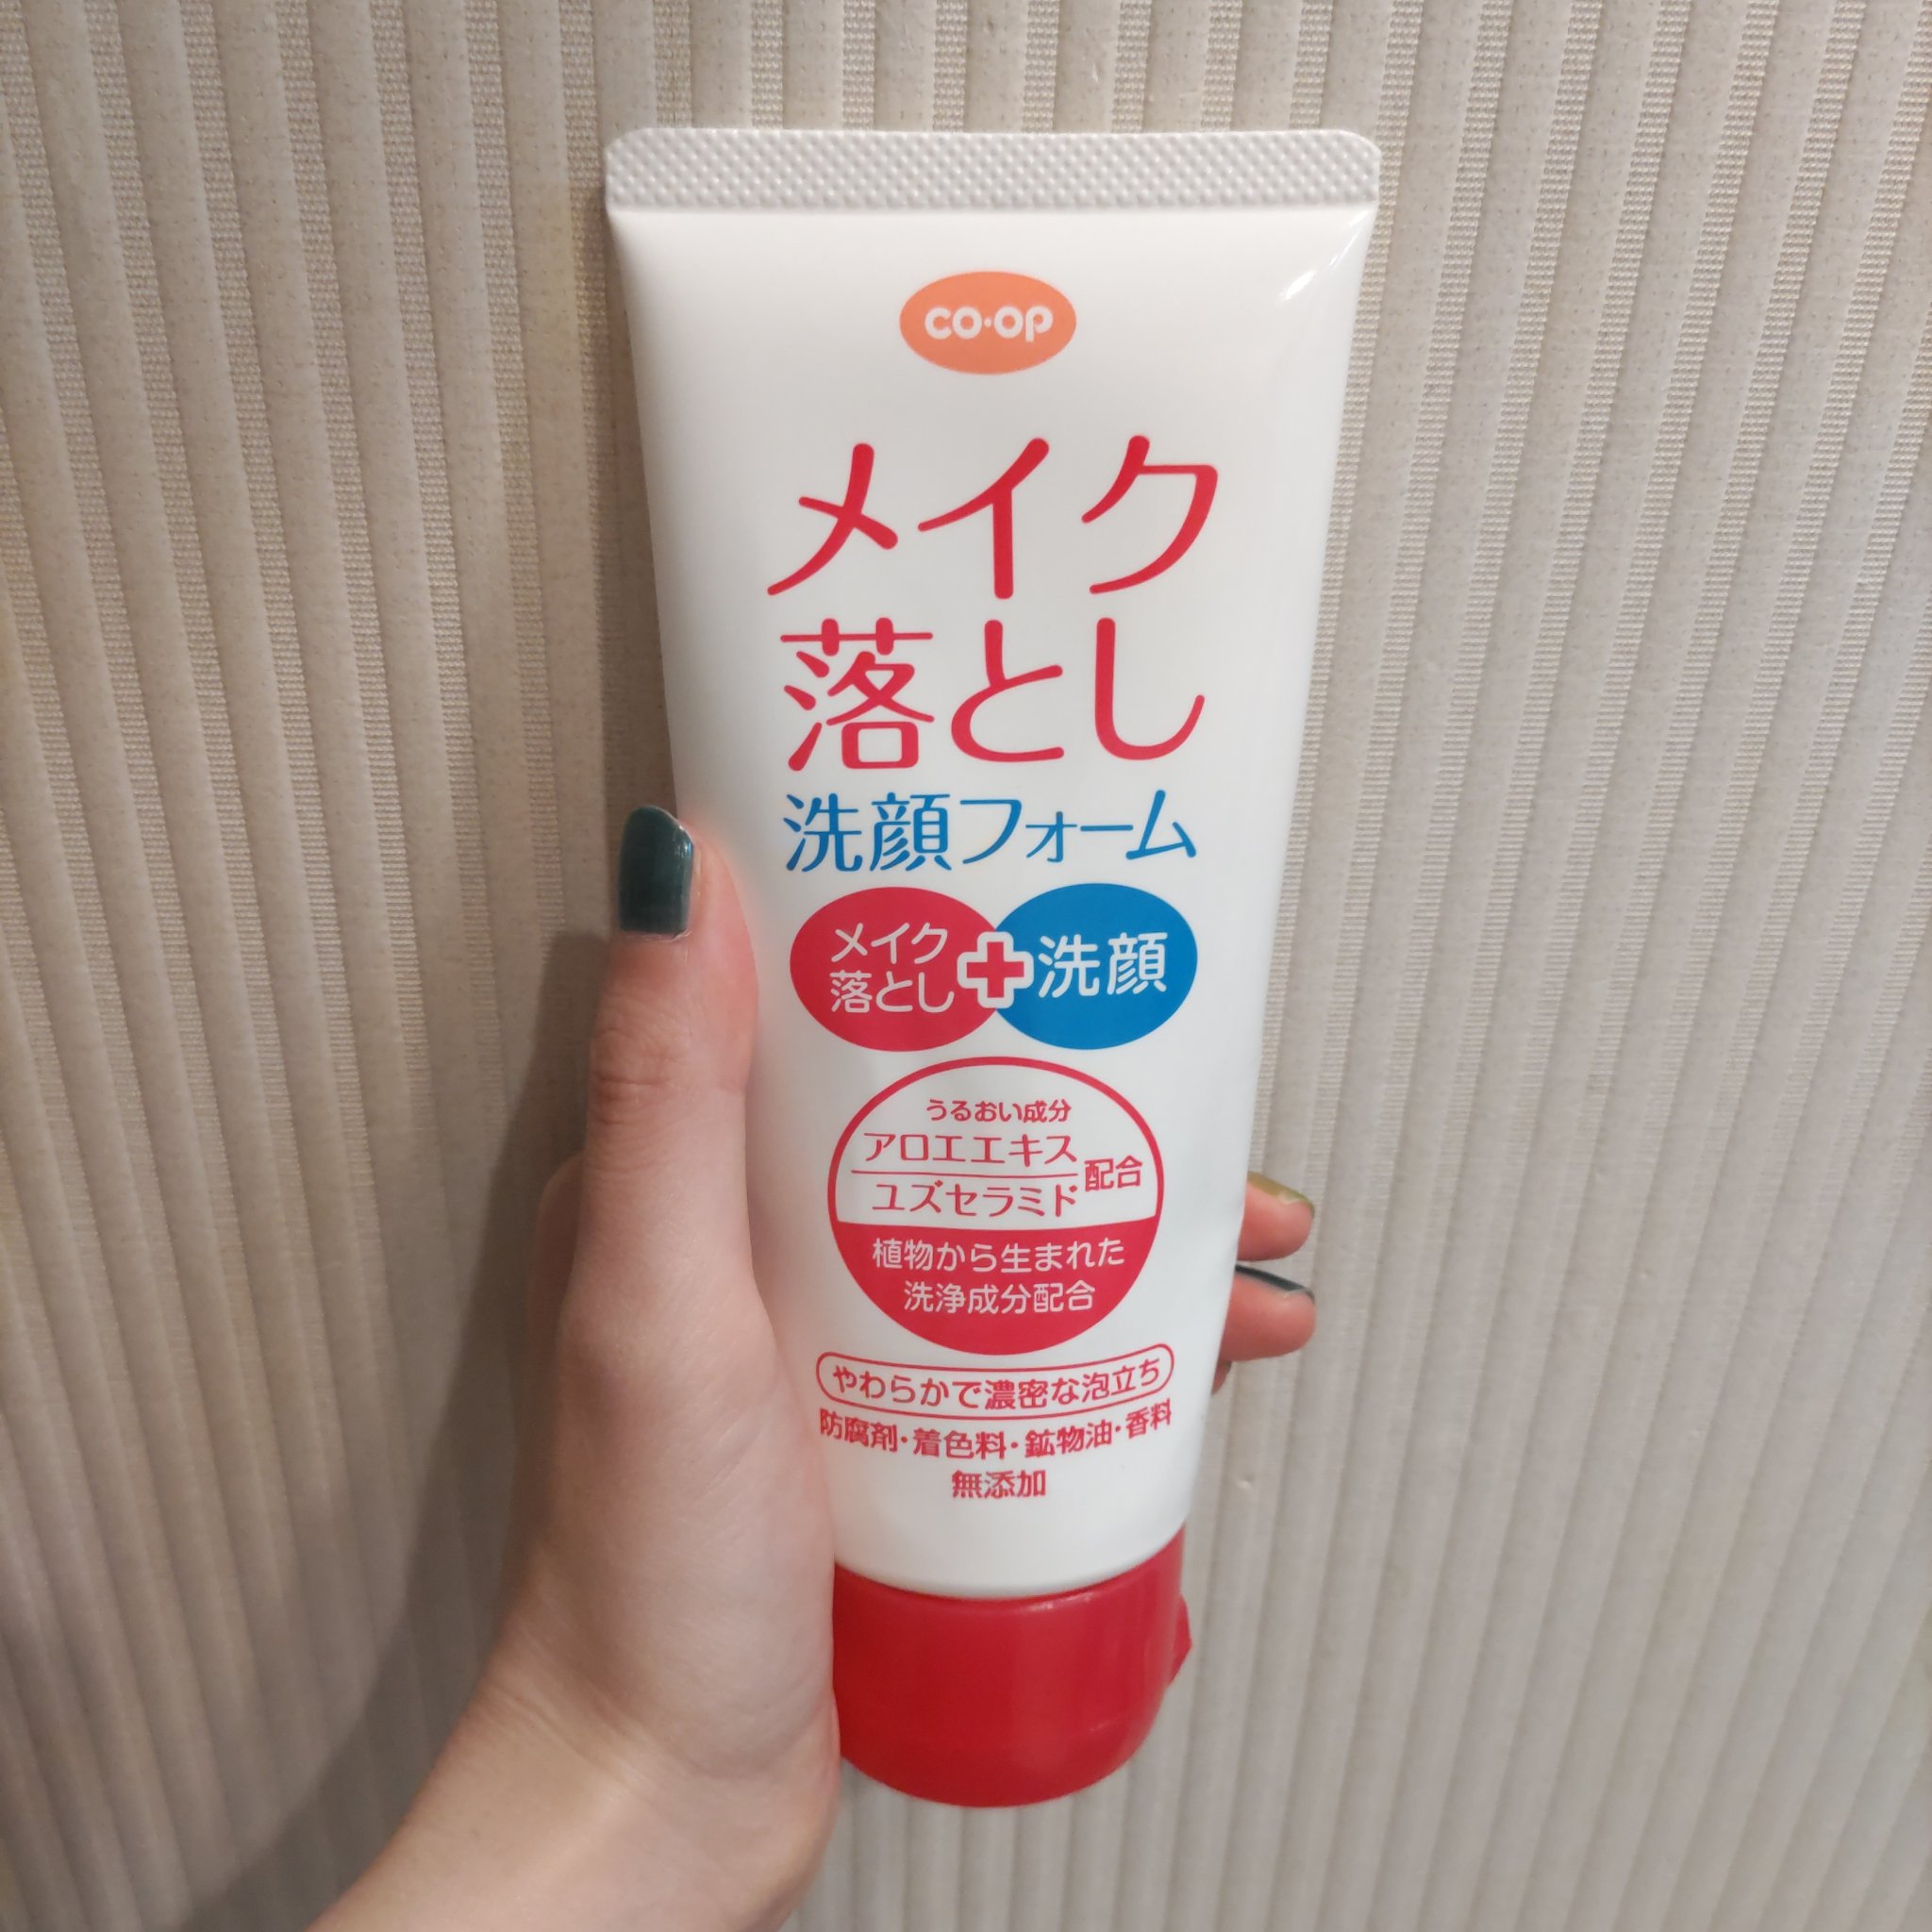 CO・OP
メイク
落とし
洗顔フォーム
メイク
落とし
+
洗顔
うるおい成分
アロエエキス
ユズセラミド
配合
植物から生まれた
洗浄成分配合
やわらかで濃密な泡立ち
防腐剤・着色料・鉱物油・香料
無添加